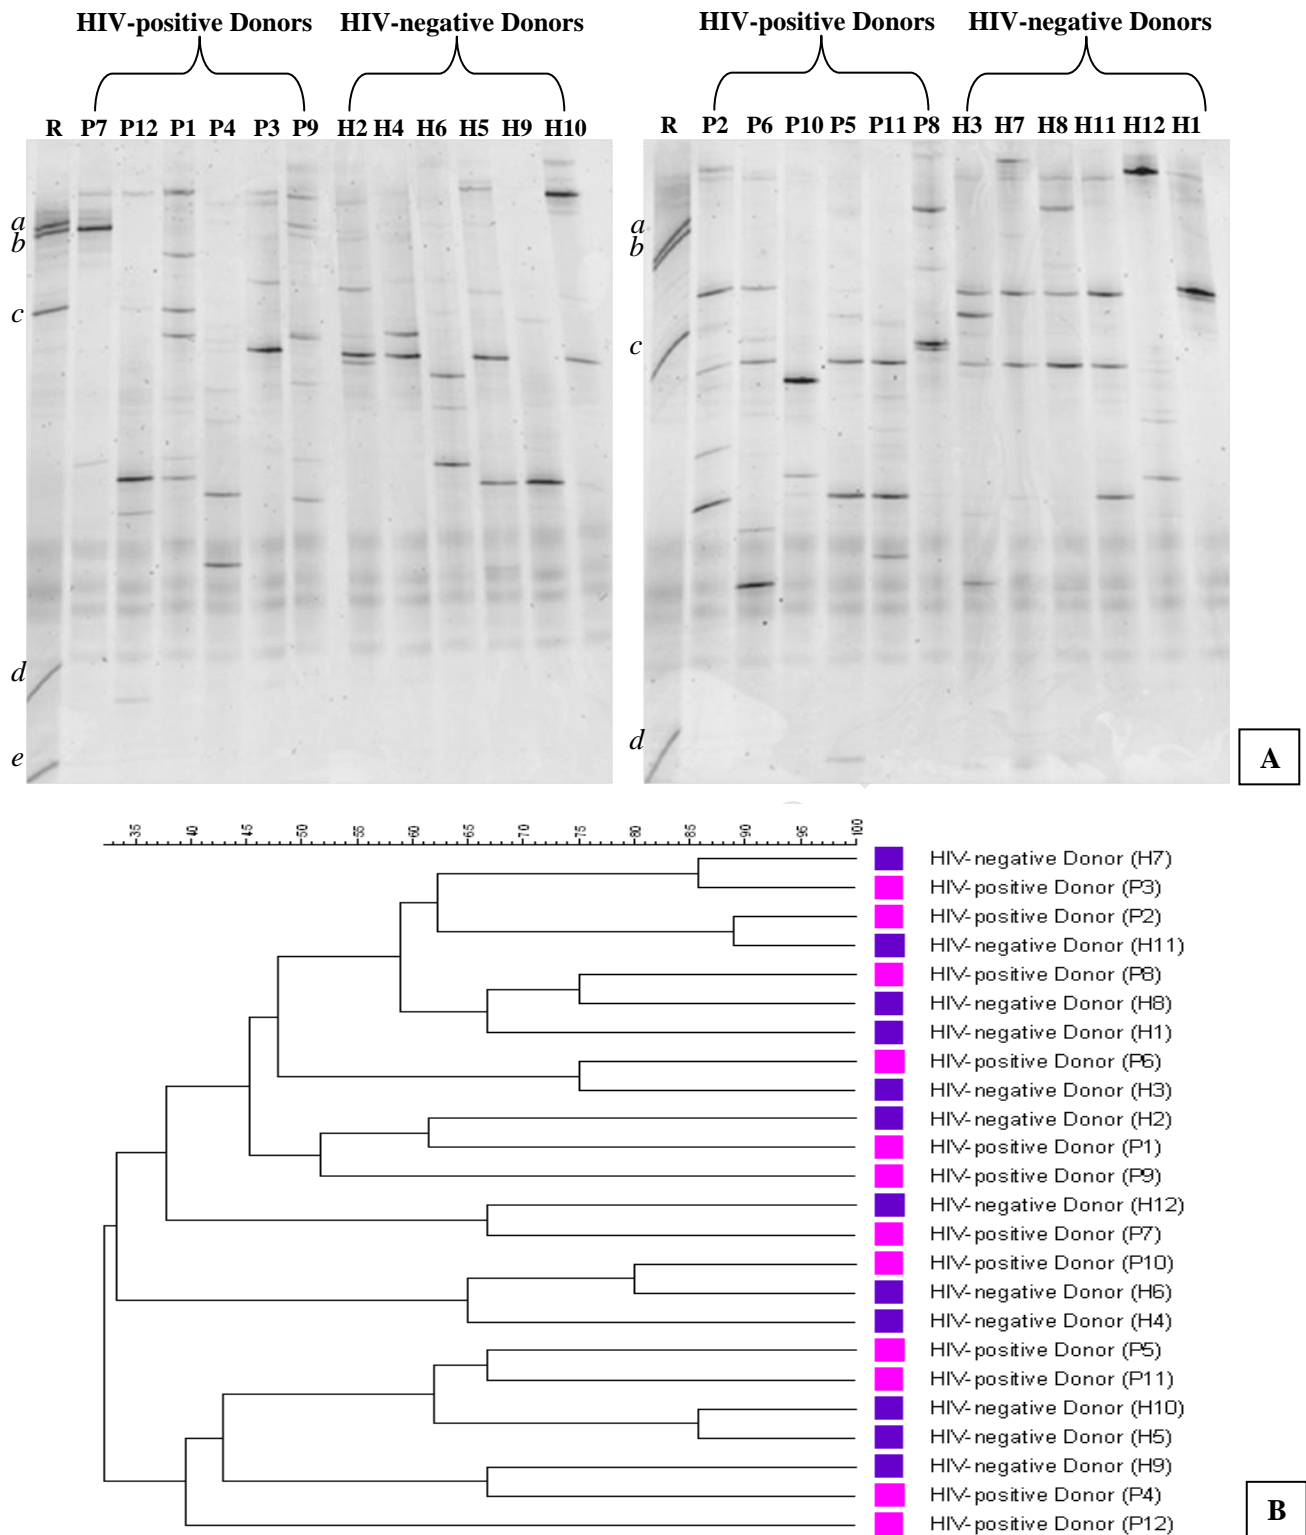 HIV-positive Donors HIV-negative Donors HIV-positive Donors HIV-negative Donors
R P7 P12 P1 P4 P3 P9 H2 H4 H6 H5 H9 H10 R P2 P6 P10 P5 P11 P8 H3 H7 H8 H11 H12 H1
a a
b b
c c
d d
e
A
35 40 45 50 55 60 65 70 75 80 85 90 95 100
HIV-negative Donor (H7)
HIV-positive Donor (P3)
HIV-positive Donor (P2)
HIV-negative Donor (H11)
HIV-positive Donor (P8)
HIV-negative Donor (H8)
HIV-negative Donor (H1)
HIV-positive Donor (P6)
HIV-negative Donor (H3)
HIV-negative Donor (H2)
HIV-positive Donor (P1)
HIV-positive Donor (P9)
HIV-negative Donor (H12)
HIV-positive Donor (P7)
HIV-positive Donor (P10)
HIV-negative Donor (H6)
HIV-negative Donor (H4)
HIV-positive Donor (P5)
HIV-positive Donor (P11)
HIV-negative Donor (H10)
HIV-negative Donor (H5)
HIV-negative Donor (H9)
HIV-positive Donor (P4)
HIV-positive Donor (P12)
B